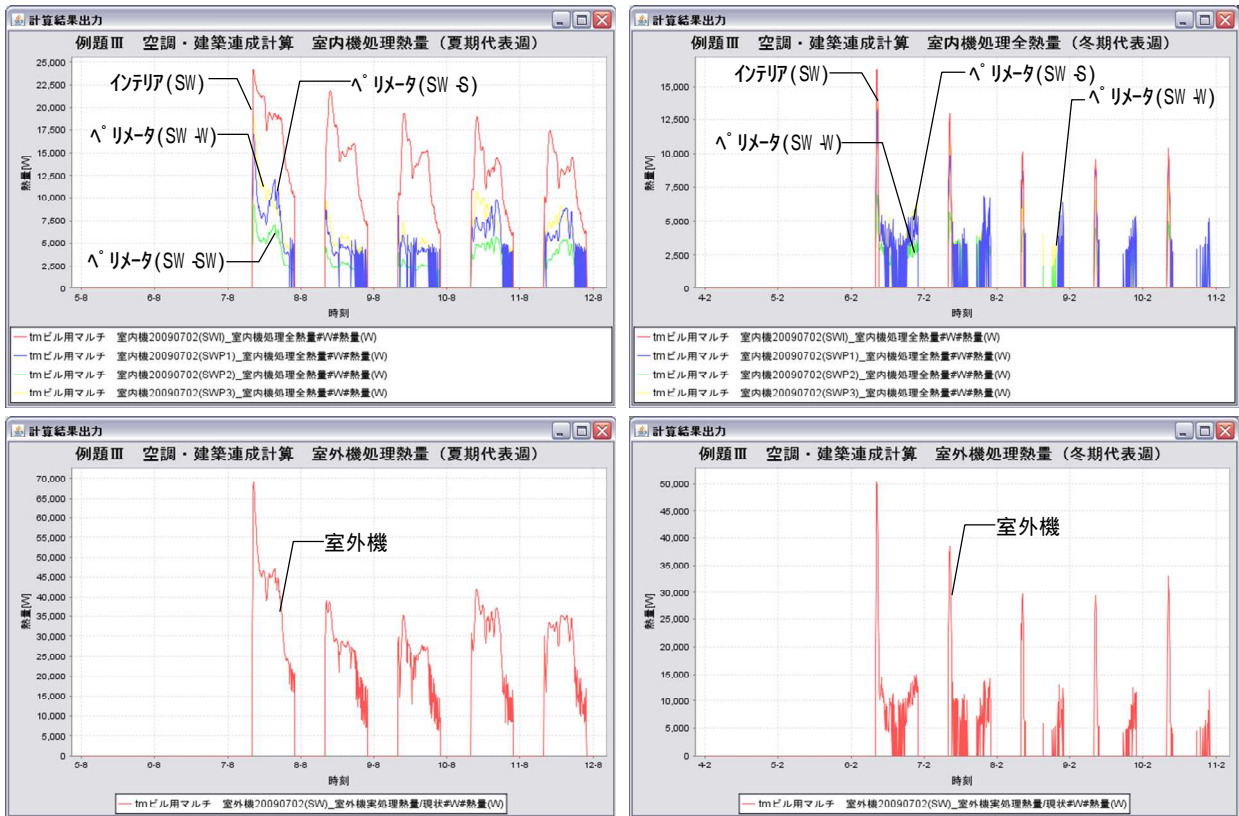 計算結果出力
例題Ⅲ 空調・建築連成計算 室内機処理熱量（夏期代表週）
25,000
22,500
20,000
17,500
15,000
12,500
10,000
7,500
5,000
2,500
0
熱量[W]
インテリア(SW)
ペリメータ(SW-S)
ペリメータ(SW-W)
ペリメータ(SW-SW)
5-8 6-8 7-8 8-8 9-8 10-8 11-8 12-8
時刻
tmビル用マルチ 室内機20090702(SWI)_室内機処理全熱量#W#熱量(W)
tmビル用マルチ 室内機20090702(SWP1)_室内機処理全熱量#W#熱量(W)
tmビル用マルチ 室内機20090702(SWP2)_室内機処理全熱量#W#熱量(W)
tmビル用マルチ 室内機20090702(SWP3)_室内機処理全熱量#W#熱量(W)
計算結果出力
例題Ⅲ 空調・建築連成計算 室内機処理全熱量（冬期代表週）
15,000
12,500
10,000
7,500
5,000
2,500
0
熱量[W]
インテリア(SW)
ペリメータ(SW-S)
ペリメータ(SW-W)
ペリメータ(SW-W)
4-2 5-2 6-2 7-2 8-2 9-2 10-2 11-2
時刻
tmビル用マルチ 室内機20090702(SWI)_室内機処理全熱量#W#熱量(W)
tmビル用マルチ 室内機20090702(SWP1)_室内機処理全熱量#W#熱量(W)
tmビル用マルチ 室内機20090702(SWP2)_室内機処理全熱量#W#熱量(W)
tmビル用マルチ 室内機20090702(SWP3)_室内機処理全熱量#W#熱量(W)
計算結果出力
例題Ⅲ 空調・建築連成計算 室外機処理熱量（夏期代表週）
70,000
65,000
60,000
55,000
50,000
45,000
40,000
35,000
30,000
25,000
20,000
15,000
10,000
5,000
0
熱量[W]
室外機
5-8 6-8 7-8 8-8 9-8 10-8 11-8 12-8
時刻
tmビル用マルチ 室外機20090702(SW)_室外機実処理熱量/現状#W#熱量(W)
計算結果出力
例題Ⅲ 空調・建築連成計算 室外機処理熱量（冬期代表週）
50,000
45,000
40,000
35,000
30,000
25,000
20,000
15,000
10,000
5,000
0
熱量[W]
室外機
4-2 5-2 6-2 7-2 8-2 9-2 10-2 11-2
時刻
tmビル用マルチ 室外機20090702(SW)_室外機実処理熱量/現状#W#熱量(W)